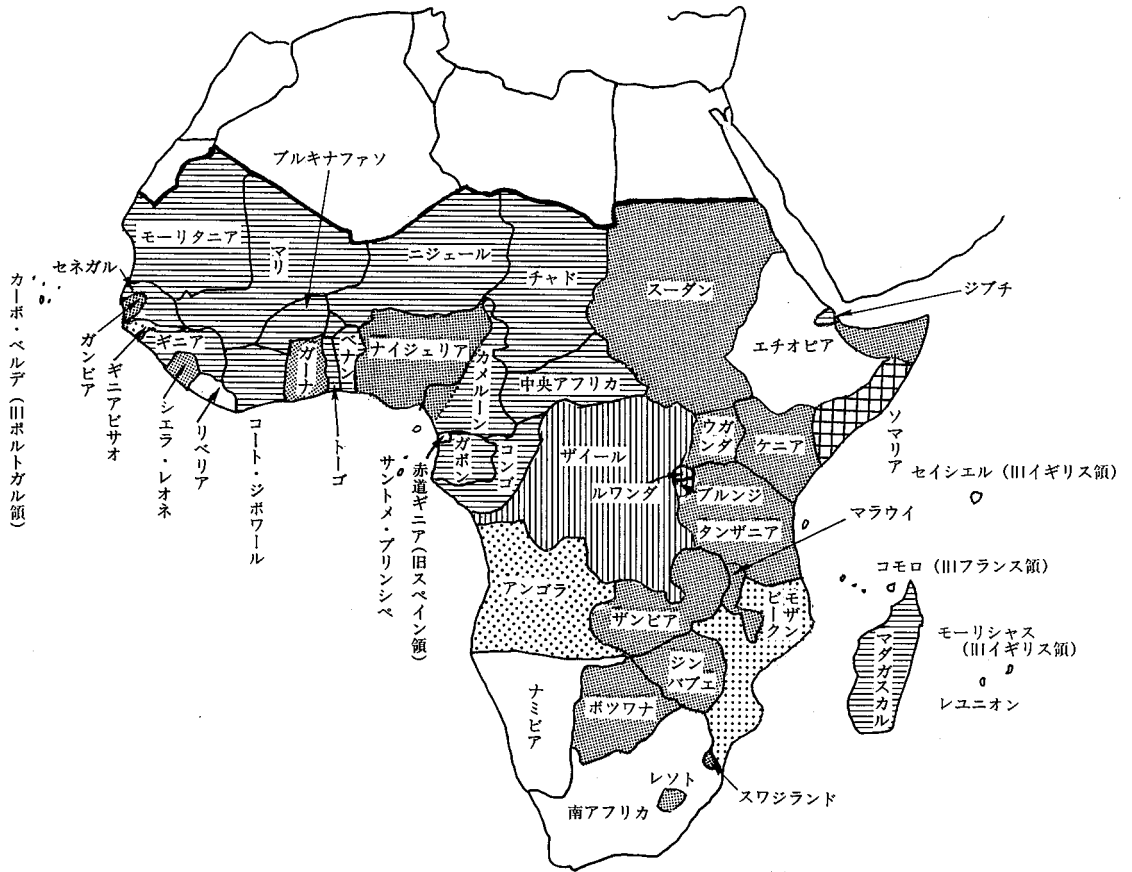 ブルキナファソ
モーリタニア
マリ
ニジェール
チャド
スーダン
ジブチ
エチオピア
セネガル
カーボ・ベルデ（旧ポルトガル領）
ガンビア
ギニアビサオ
ギニア
シエラ・レオネ
リベリア
コート・ジボワール
ガーナ
トーゴ
ベナン
ナイジェリア
カメルーン
中央アフリカ
ソマリア
ウガンダ
ケニア
ガボン
コンゴ
ザイール
ルワンダ
ブルンジ
タンザニア
サントメ・プリンシペ
赤道ギニア（旧スペイン領）
セイシエル（旧イギリス領）
マラウイ
コモロ（旧フランス領）
アンゴラ
ザンビア
モザンビーク
マダガスカル
モーリシャス
（旧イギリス領）
レユニオン
ジンバブエ
ボツワナ
ナミビア
レソト
スワジランド
南アフリカ